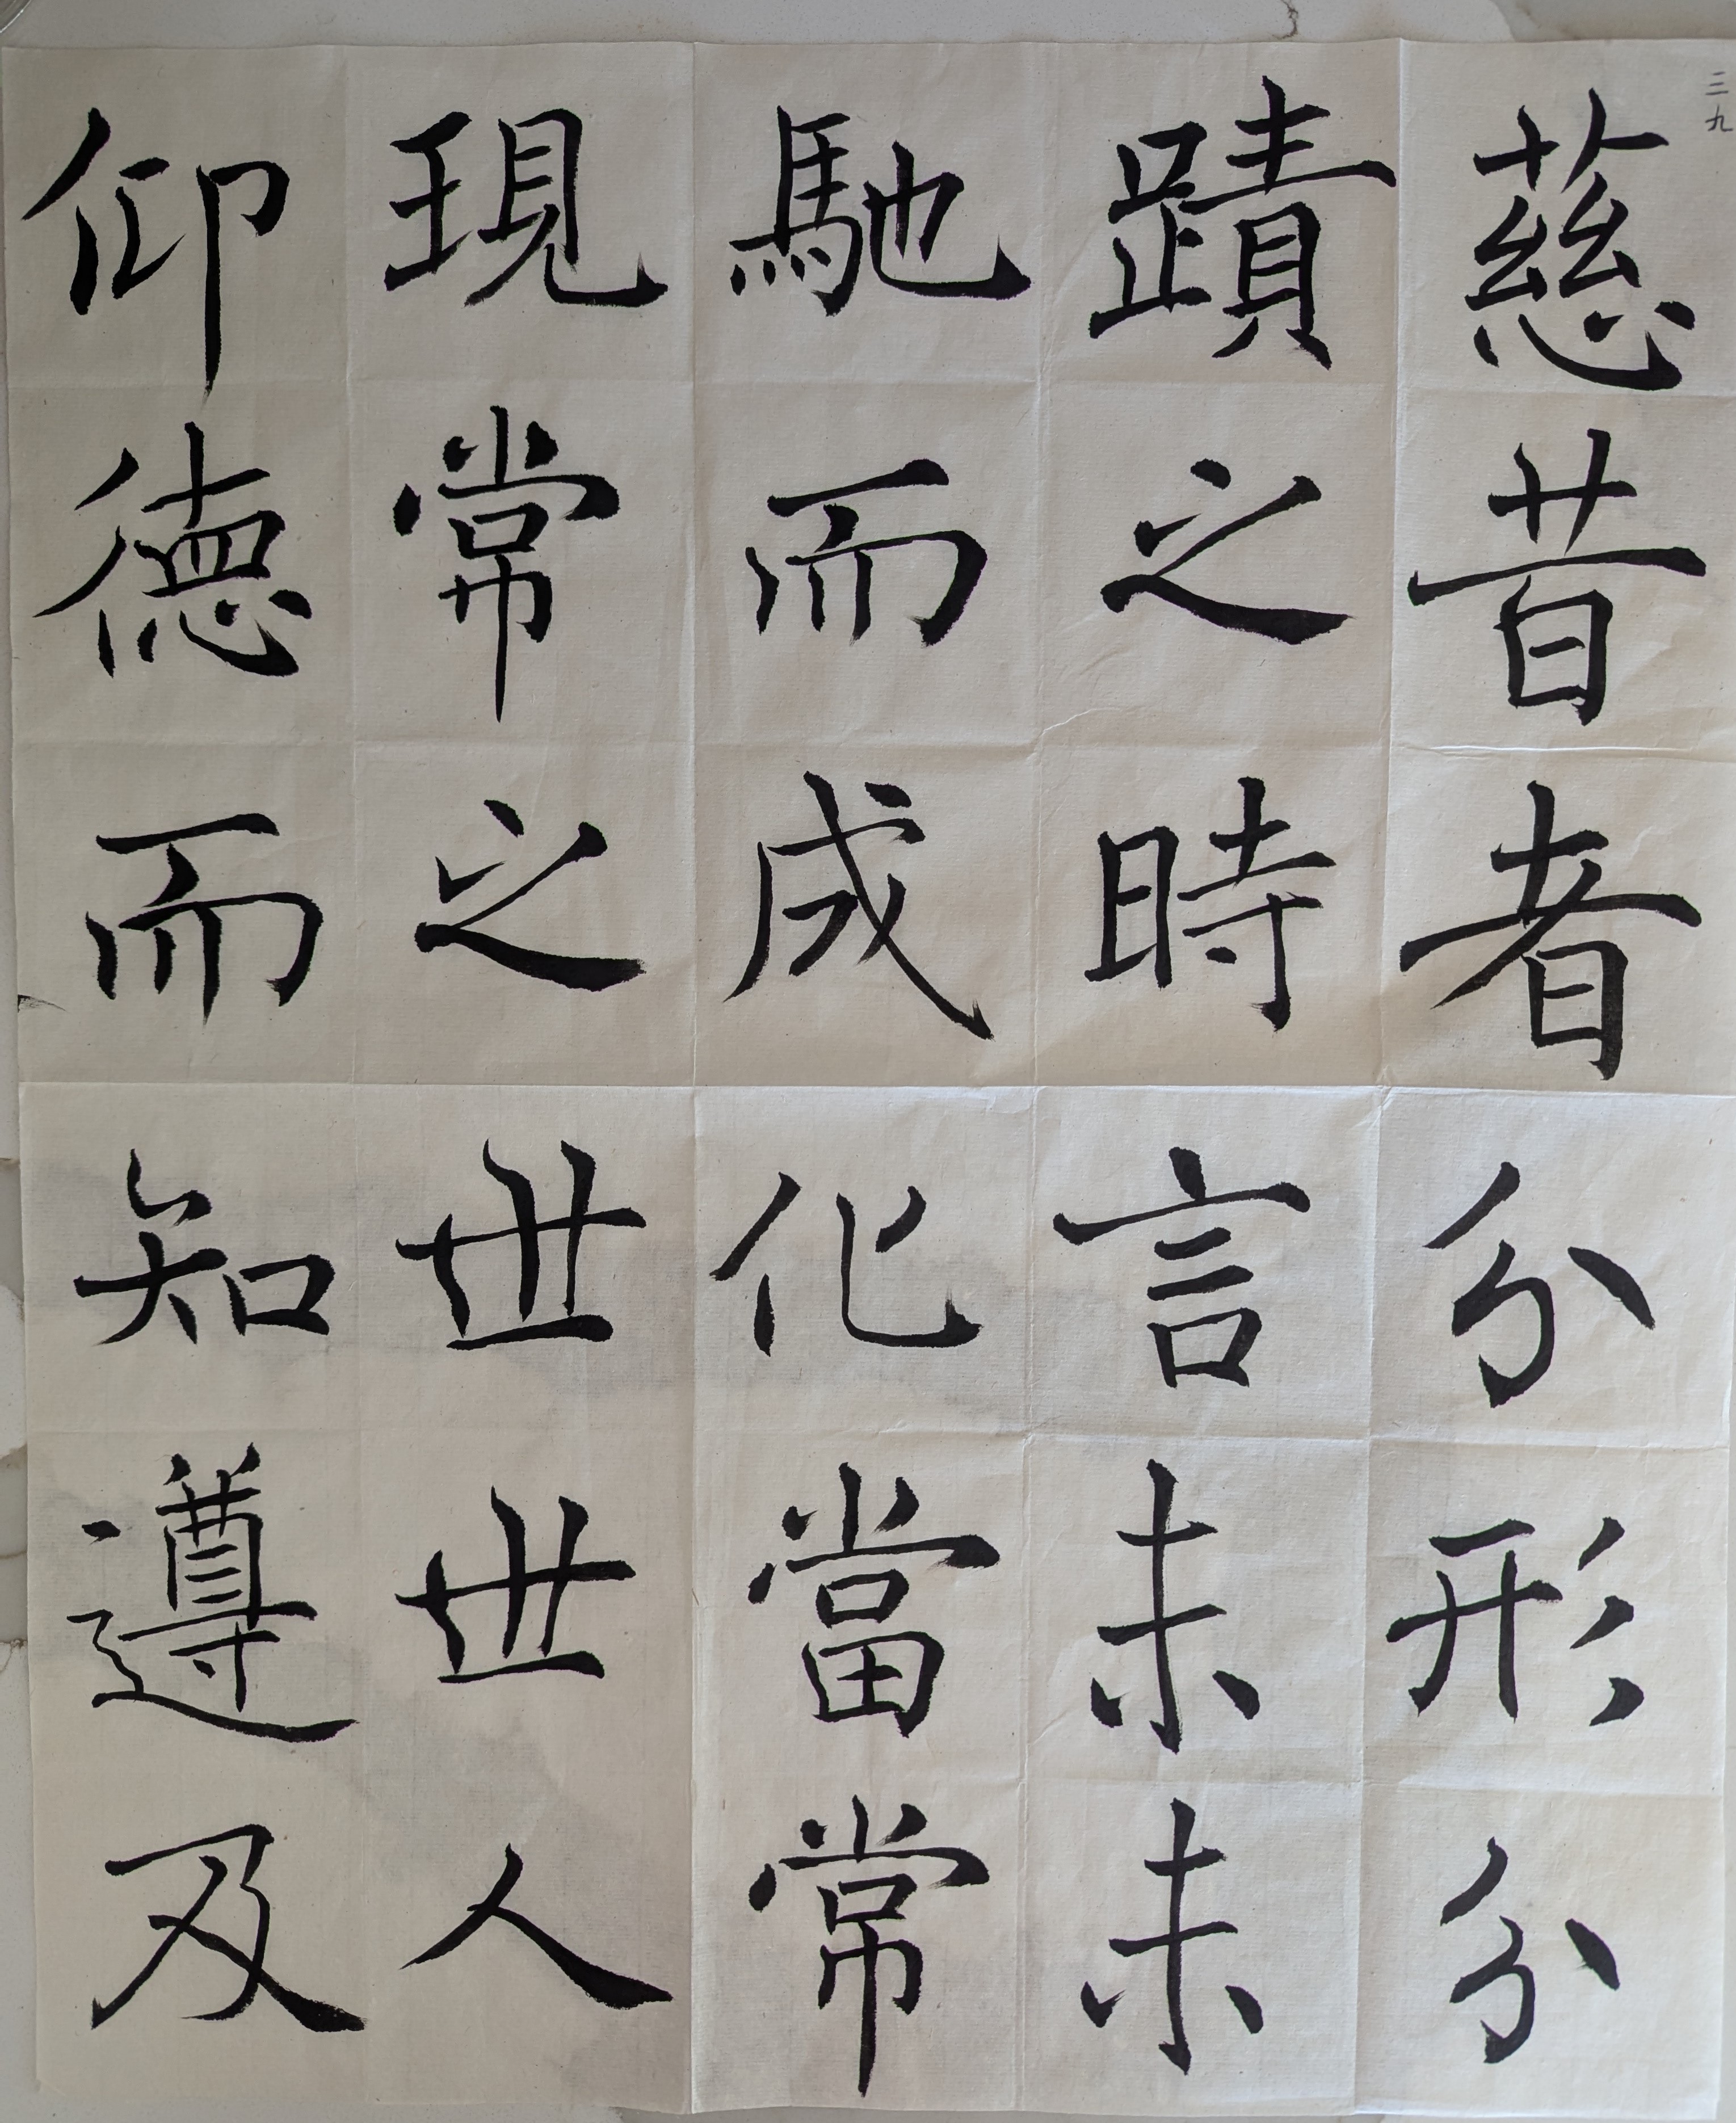 三九
慈昔者分形分
蹟之時言未未
馳而成化當常
現常之世世人
仰德而知遵及